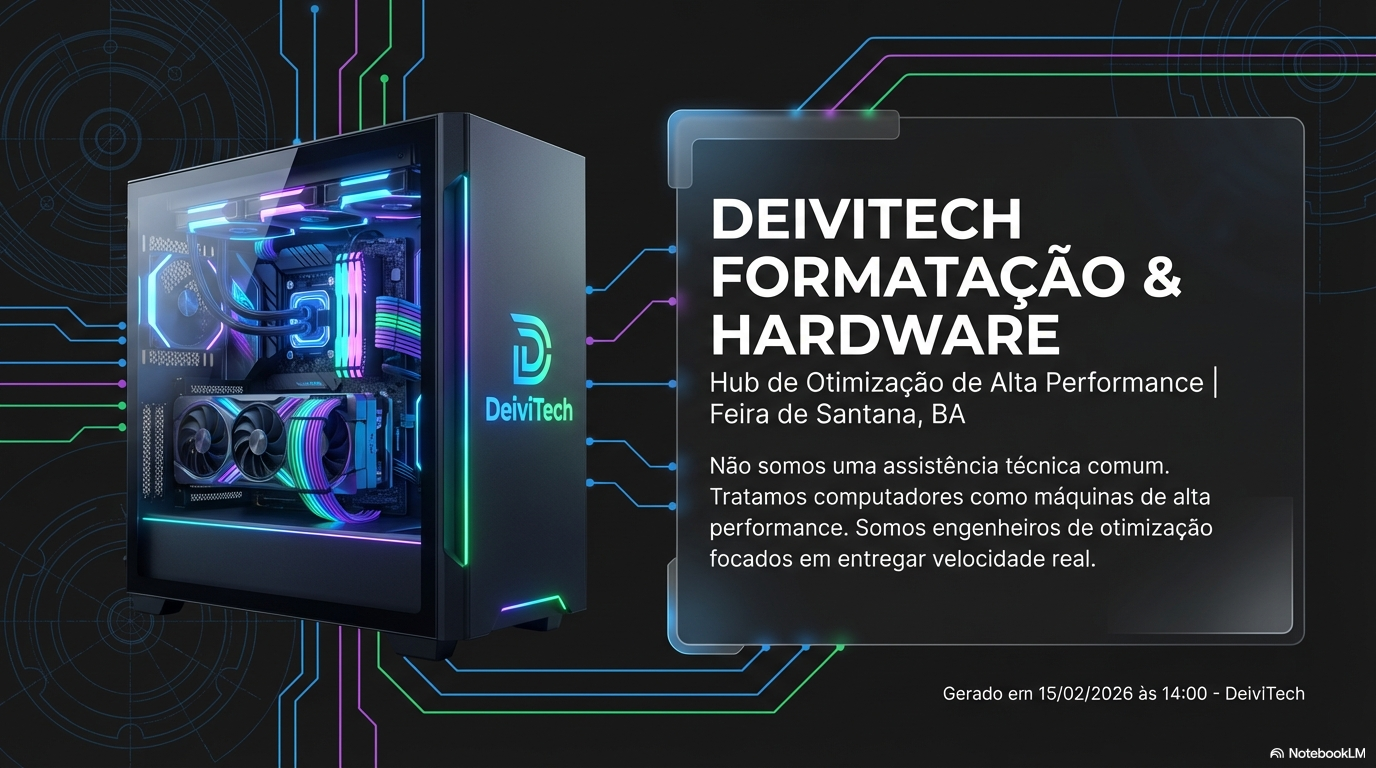 DeiviTech
DEIVITECH
FORMATAÇÃO &
HARDWARE
Hub de Otimização de Alta Performance |
Feira de Santana, BA
Não somos uma assistência técnica comum.
Tratamos computadores como máquinas de alta
performance. Somos engenheiros de otimização
focados em entregar velocidade real.
Gerado em 15/02/2026 às 14:00 - DeiviTech
NotebookLM